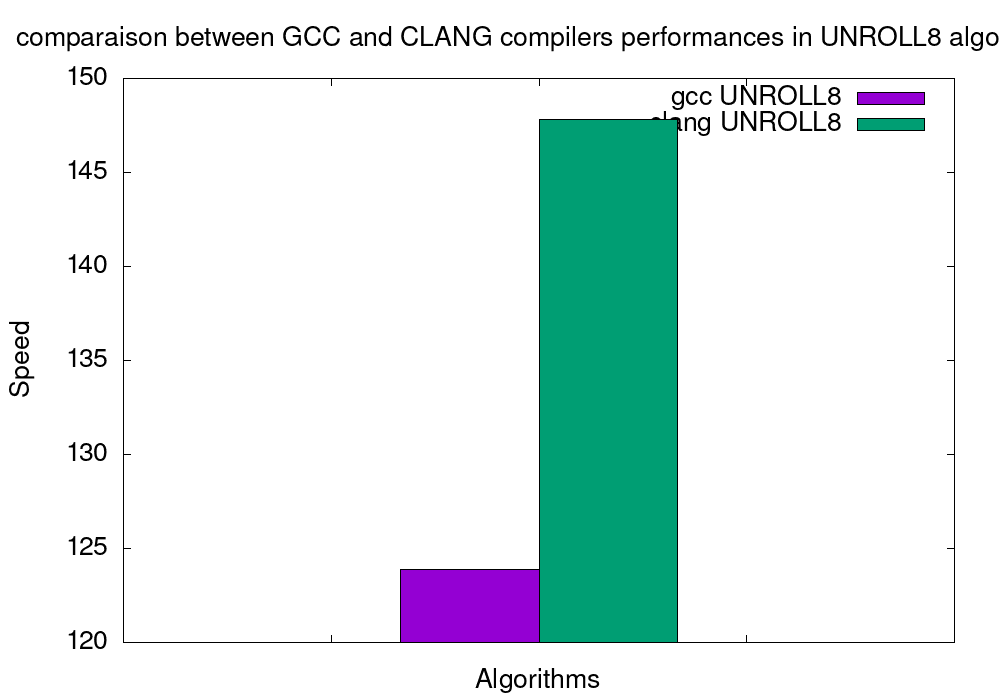 comparaison between GCC and CLANG compilers performances in UNROLL8 algo
150
gcc UNROLL8
clang UNROLL8
145
140
135
130
125
120
Speed
Algorithms